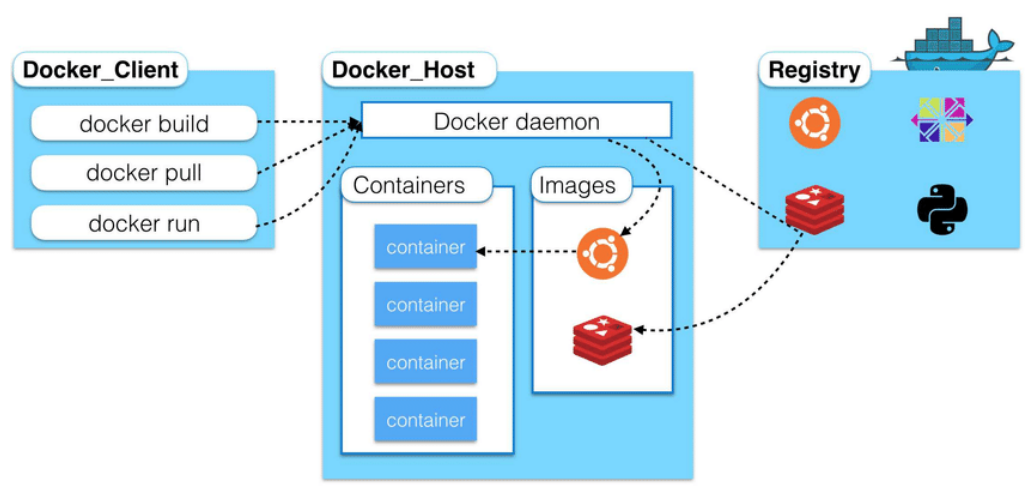 Docker_Client
docker build
docker pull
docker run
Docker_Host
Docker daemon
Containers
container
container
container
container
Images
Registry